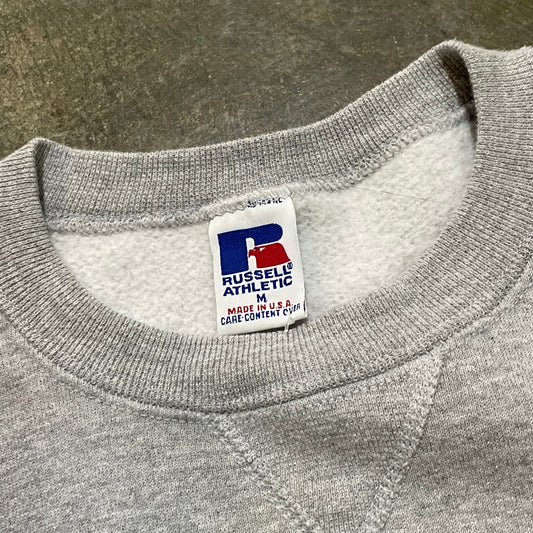 R
RUSSELL®
ATHLETIC
M
MADE IN U.S.A.
CARE-CONTENT OVER